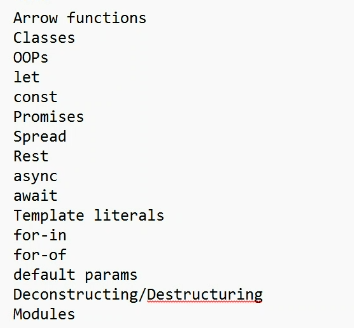 Arrow functions
Classes
OOPs
let
const
Promises
Spread
Rest
async
await
Template literals
for-in
for-of
default params
Deconstructing/Destructuring
Modules